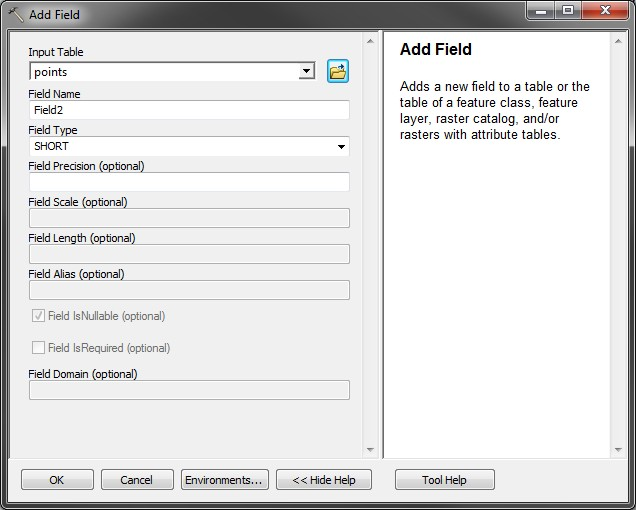 Add Field
Input Table
points
Field Name
Field2
Field Type
SHORT
Field Precision (optional)
Field Scale (optional)
Field Length (optional)
Field Alias (optional)
Field IsNullable (optional)
Field IsRequired (optional)
Field Domain (optional)
Add Field
Adds a new field to a table or the
table of a feature class, feature
layer, raster catalog, and/or
rasters with attribute tables.
OK
Cancel
Environments...
<< Hide Help
Tool Help